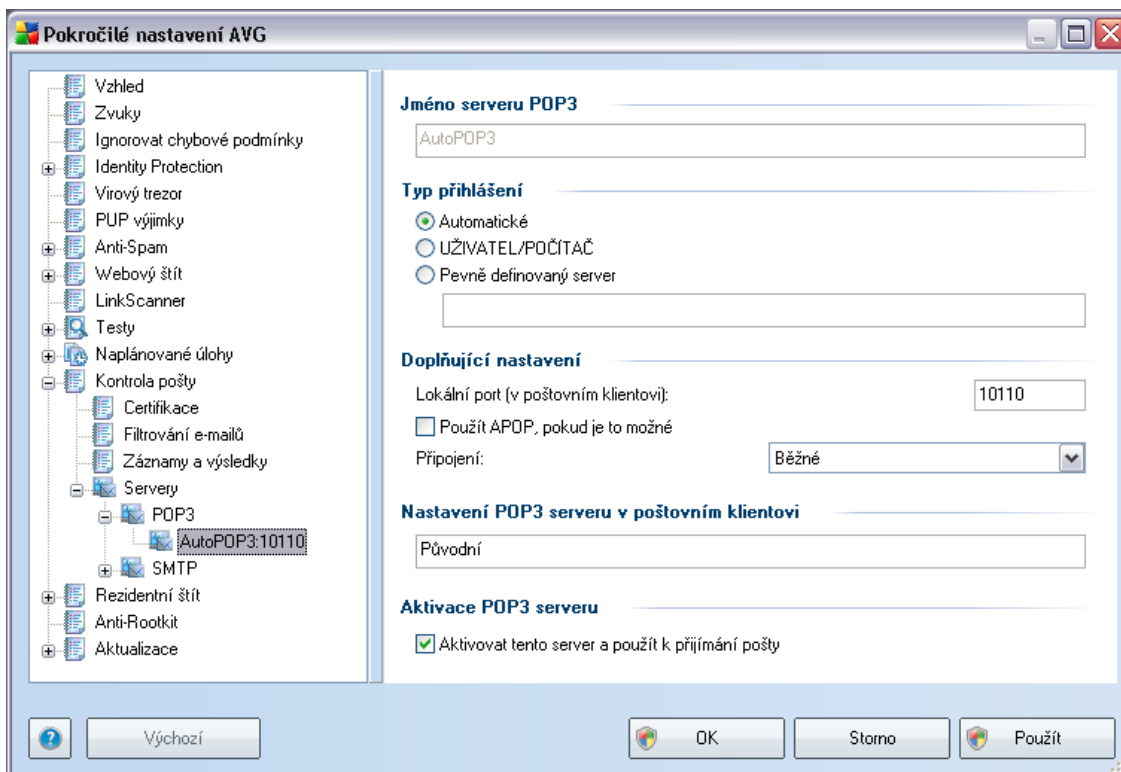 Pokročilé nastavení AVG
Vzhled
Zvuky
Ignorovat chybové podmínky
Identity Protection
Virový trezor
PUP výjimky
Anti-Spam
Webový štít
LinkScanner
Testy
Naplánované úlohy
Kontrola pošty
Certifikace
Filtrování e-mailů
Záznamy a výsledky
Servery
POP3
AutoPOP3:10110
SMTP
Rezidentní štít
Anti-Rootkit
Aktualizace
Jméno serveru POP3
AutoPOP3
Typ přihlášení
Automatické
UŽIVATEL/POČÍTAČ
Pevně definovaný server
Doplňující nastavení
Lokální port (v poštovním klientovi): 10110
Použít APOP, pokud je to možné
Připojení: Běžné
Nastavení POP3 serveru v poštovním klientovi
Původní
Aktivace POP3 serveru
Aktivovat tento server a použít k přijímání pošty
Výchozí OK Storno Použít